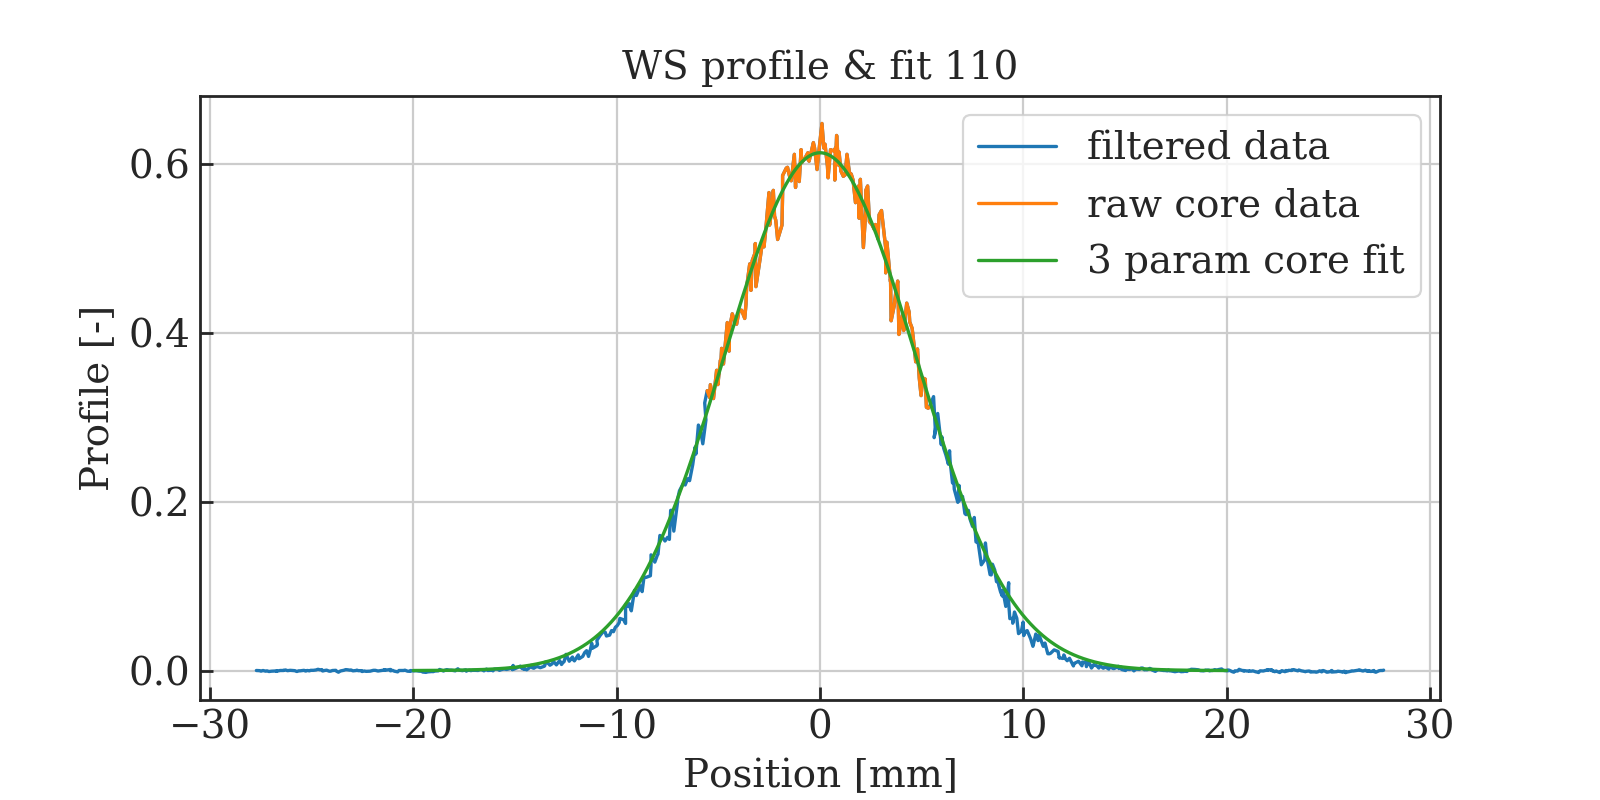 WS profile & fit 110
filtered data
raw core data
3 param core fit
Profile [-]
0.6
0.4
0.2
0.0
−30 −20 −10 0 10 20 30
Position [mm]